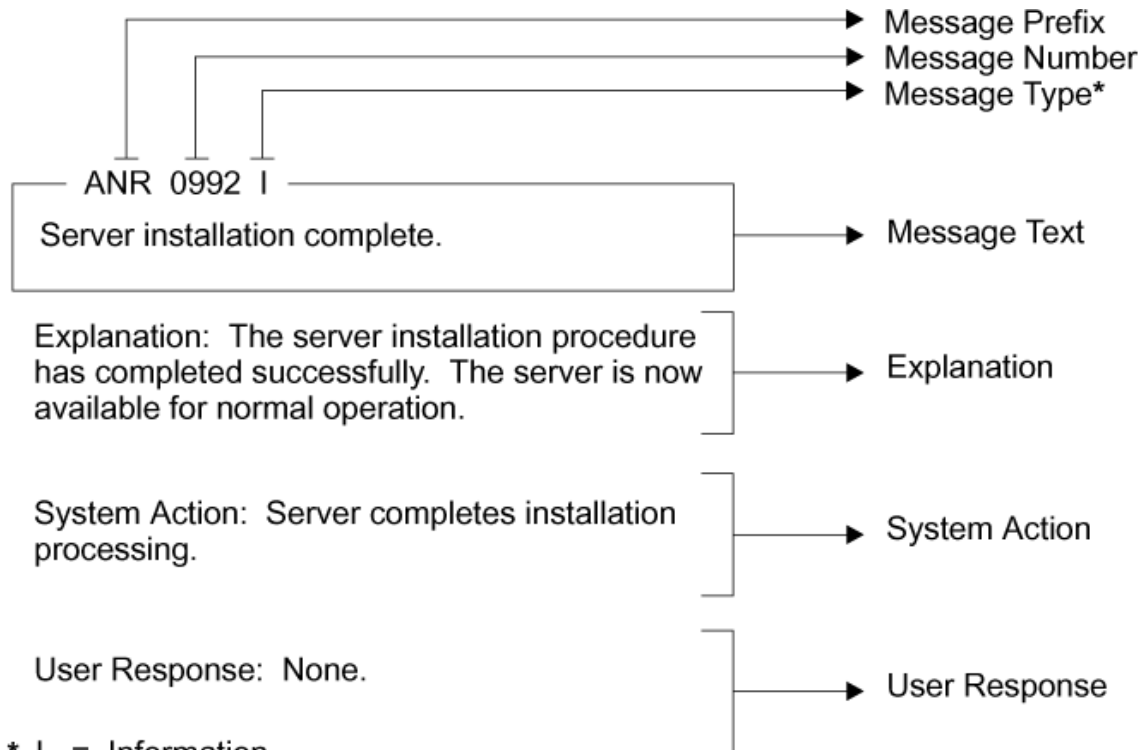 Message Prefix
Message Number
Message Type*
ANR 0992 I
Server installation complete.
Message Text
Explanation: The server installation procedure
has completed successfully. The server is now
available for normal operation.
Explanation
System Action: Server completes installation
processing.
System Action
User Response: None.
User Response
* I = Information